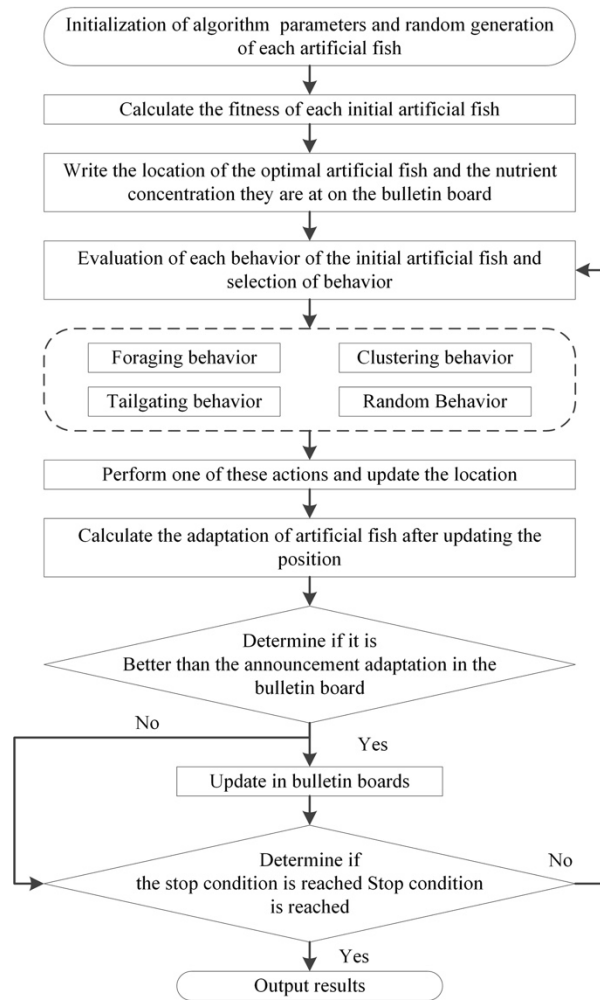 Initialization of algorithm parameters and random generation
of each artificial fish
Calculate the fitness of each initial artificial fish
Write the location of the optimal artificial fish and the nutrient
concentration they are at on the bulletin board
Evaluation of each behavior of the initial artificial fish and
selection of behavior
Foraging behavior
Clustering behavior
Tailgating behavior
Random Behavior
Perform one of these actions and update the location
Calculate the adaptation of artificial fish after updating the
position
Determine if it is
Better than the announcement adaptation in the
bulletin board
No
Yes
Update in bulletin boards
Determine if
the stop condition is reached Stop condition
is reached
No
Yes
Output results